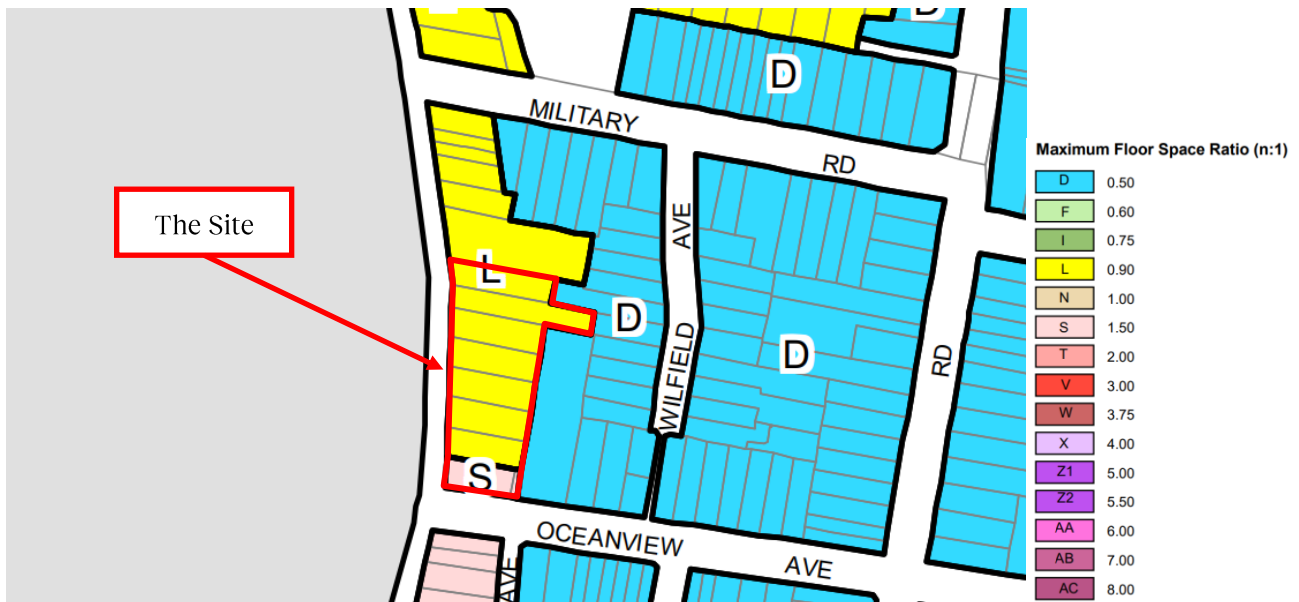 D
D
MILITARY
RD
The Site
AVE
L
D
D
WILFIELD
RD
S
OCEANVIEW
AVE
AVE
Maximum Floor Space Ratio (n:1)
D 0.50
F 0.60
I 0.75
L 0.90
N 1.00
S 1.50
T 2.00
V 3.00
W 3.75
X 4.00
Z1 5.00
Z2 5.50
AA 6.00
AB 7.00
AC 8.00